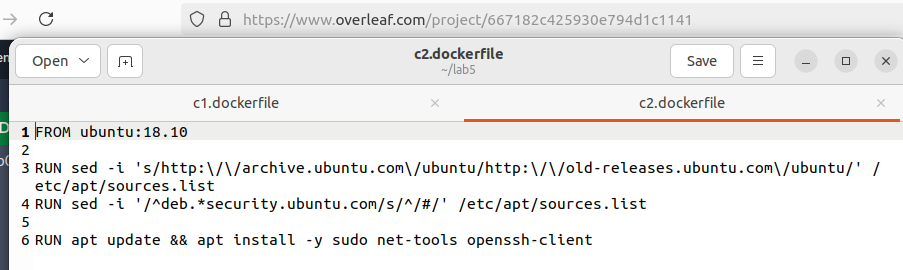 https://www.overleaf.com/project/667182c425930e794d1c1141
Open
c2.dockerfile
~/lab5
Save
c1.dockerfile
c2.dockerfile
1 FROM ubuntu:18.10
2
3 RUN sed -i 's/http:\/\/archive.ubuntu.com\/ubuntu/http:\/\/old-releases.ubuntu.com\/ubuntu/' /
etc/apt/sources.list
4 RUN sed -i '/^deb.*security.ubuntu.com/s/^/#/' /etc/apt/sources.list
5
6 RUN apt update && apt install -y sudo net-tools openssh-client